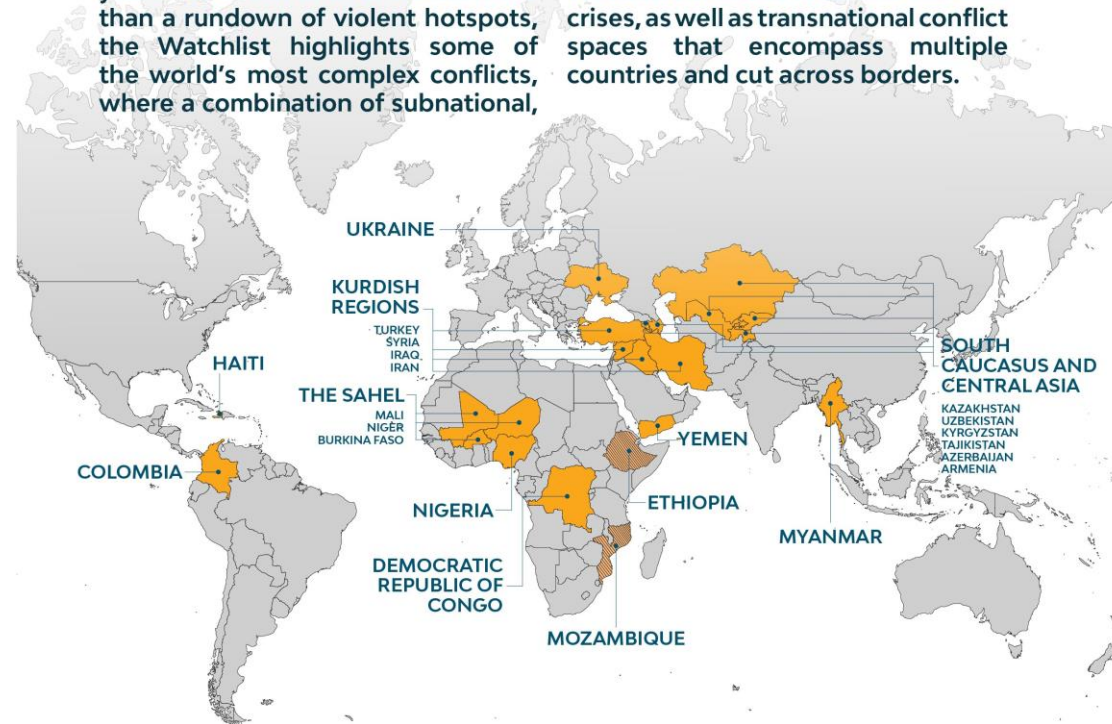 than a rundown of violent hotspots,
the Watchlist highlights some of
the world's most complex conflicts,
where a combination of subnational,
crises, as well as transnational conflict
spaces that encompass multiple
countries and cut across borders.
UKRAINE
KURDISH
REGIONS
TURKEY
SYRIA
IRAQ
IRAN
HAITI
THE SAHEL
MALI
NIGER
BURKINA FASO
COLOMBIA
NIGERIA
DEMOCRATIC
REPUBLIC OF
CONGO
YEMEN
ETHIOPIA
MOZAMBIQUE
MYANMAR
SOUTH
CAUCASUS AND
CENTRAL ASIA
KAZAKHSTAN
UZBEKISTAN
KYRGYZSTAN
TAJIKISTAN
AZERBAIJAN
ARMENIA